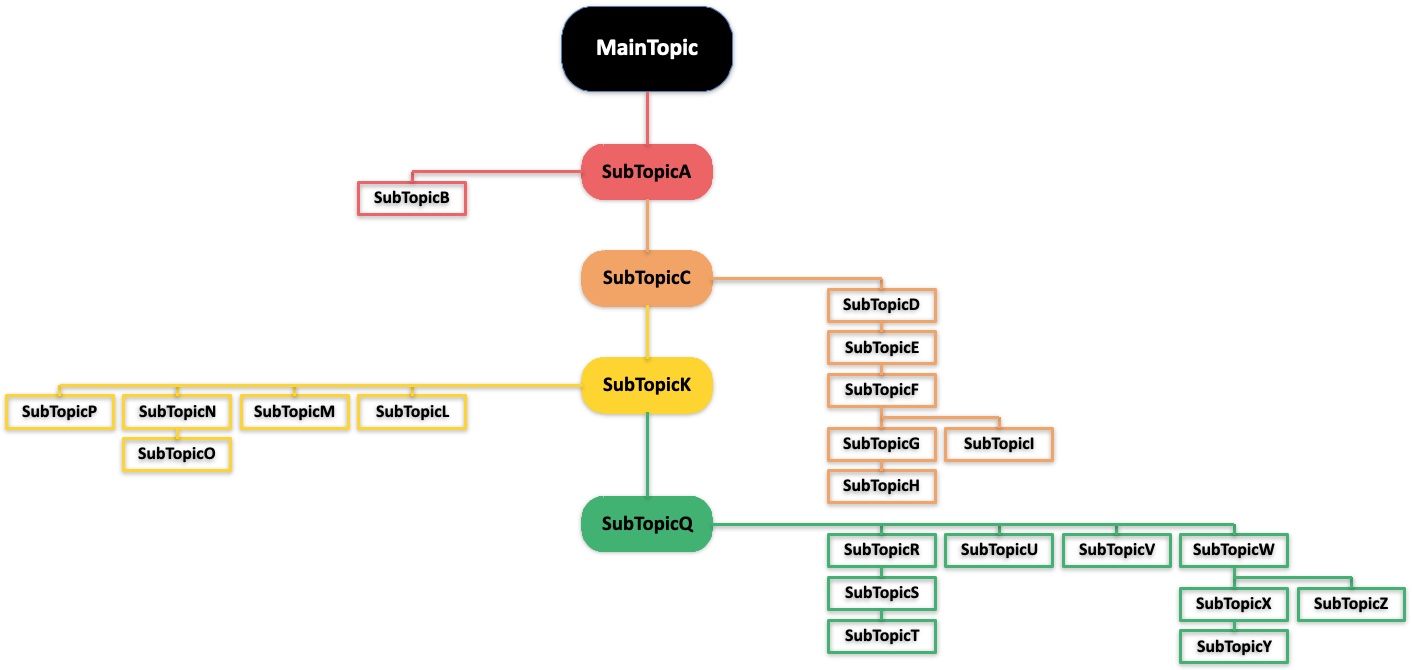 MainTopic
SubTopicA
SubTopicB
SubTopicC
SubTopicD
SubTopicE
SubTopicF
SubTopicG
SubTopicI
SubTopicH
SubTopicK
SubTopicP
SubTopicN
SubTopicM
SubTopicL
SubTopicO
SubTopicQ
SubTopicR
SubTopicU
SubTopicV
SubTopicW
SubTopicS
SubTopicX
SubTopicZ
SubTopicT
SubTopicY